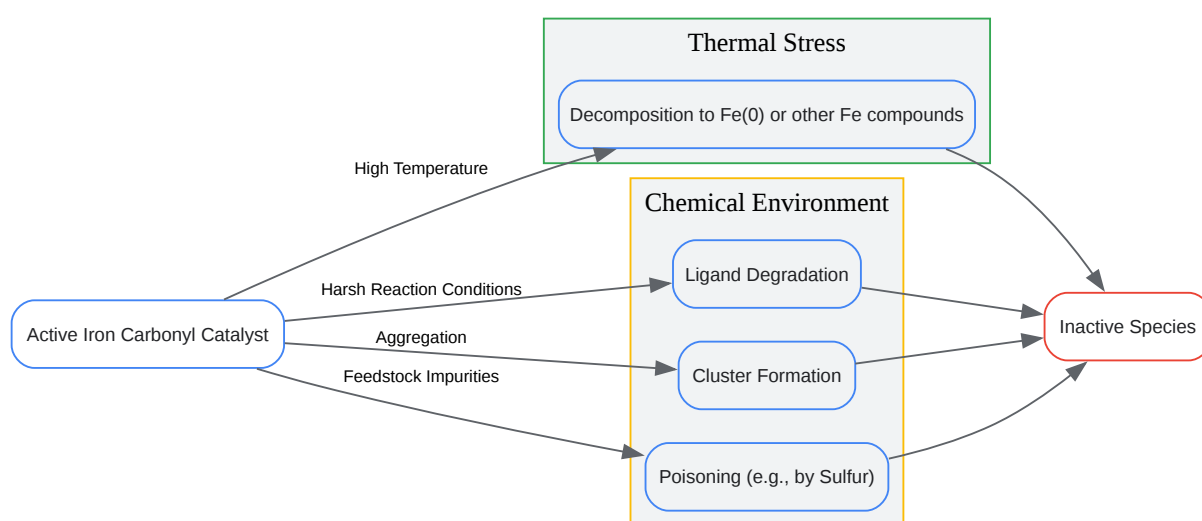 Thermal Stress
Decomposition to Fe(0) or other Fe compounds
High Temperature
Chemical Environment
Ligand Degradation
Harsh Reaction Conditions
Active Iron Carbonyl Catalyst
Inactive Species
Aggregation
Cluster Formation
Feedstock Impurities
Poisoning (e.g., by Sulfur)